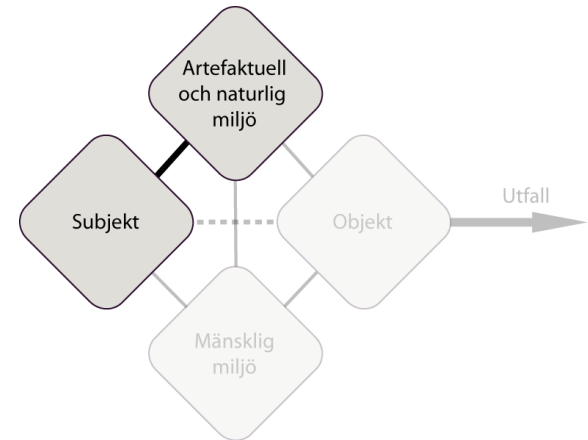 Artefaktuell
och naturlig
miljö
Subjekt
Objekt
Utfall
Mänsklig
miljö